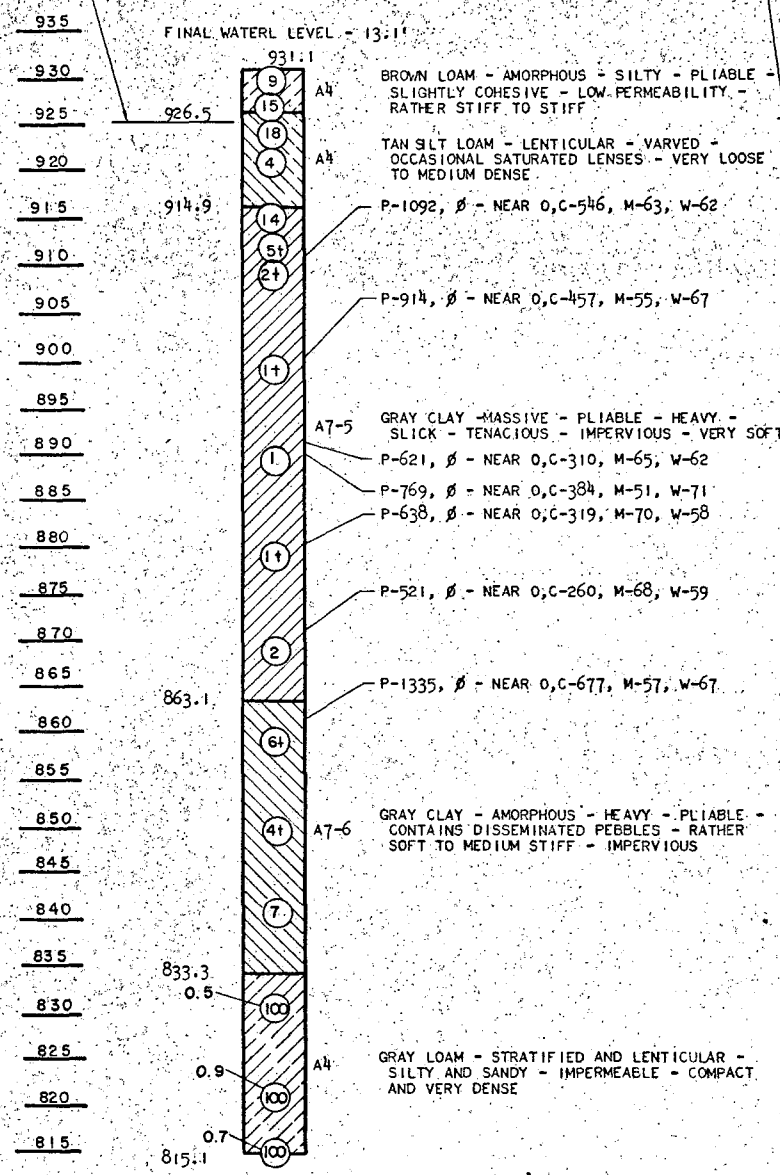 935
FINAL WATERL LEVEL - 13.1'
931.1
930
9
A4
BROWN LOAM - AMORPHOUS - SILTY - PLIABLE -
SLIGHTLY COHESIVE - LOW PERMEABILITY -
RATHER STIFF TO STIFF
15
925
926.5
18
TAN SILT LOAM - LENTICULAR - VARVED -
OCCASIONAL SATURATED LENSES - VERY LOOSE
TO MEDIUM DENSE
920
4
A4
915
914.9
14
P-1092, Ø - NEAR 0,C-546, M-63, W-62
910
5†
2†
905
P-914, Ø - NEAR 0,C-457, M-55, W-67
900
1†
895
A7-5
GRAY CLAY -MASSIVE - PLIABLE - HEAVY -
SLICK - TENACIOUS - IMPERVIOUS - VERY SOFT
890
1
P-621, Ø - NEAR 0,C-310, M-65, W-62
885
P-769, Ø - NEAR 0,C-384, M-51, W-71
P-638, Ø - NEAR 0,C-319, M-70, W-58
880
1†
875
P-521, Ø - NEAR 0,C-260, M-68, W-59
870
2
865
863.1
P-1335, Ø - NEAR 0,C-677, M-57, W-67
860
6†
855
850
4†
A7-6
GRAY CLAY - AMORPHOUS - HEAVY - PLIABLE -
CONTAINS DISSEMINATED PEBBLES - RATHER
SOFT TO MEDIUM STIFF - IMPERVIOUS
845
840
7
835
833.3
830
0.5
100
825
A4
GRAY LOAM - STRATIFIED AND LENTICULAR -
SILTY AND SANDY - IMPERMEABLE - COMPACT
AND VERY DENSE
0.9
820
100
815
0.7
815.1
100